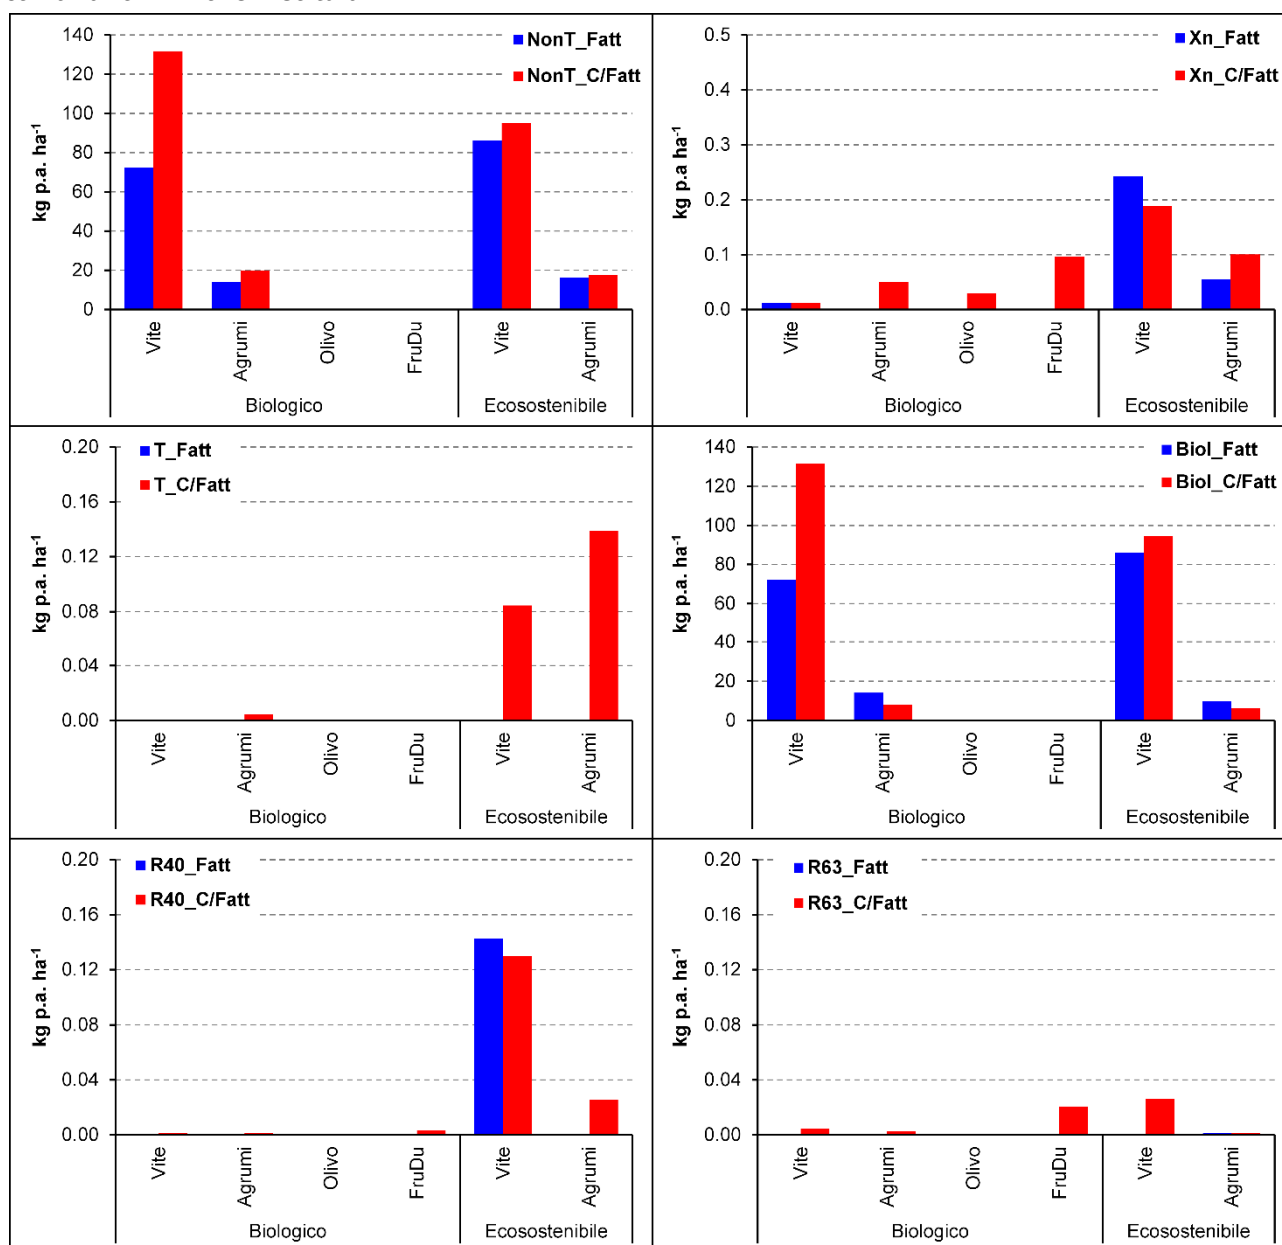 NonT_Fatt
NonT_C/Fatt
kg p.a. ha-1
140
120
100
80
60
40
20
0
Vite
Agrumi
Olivo
FruDu
Vite
Agrumi
Biologico
Ecosostenibile
Xn_Fatt
Xn_C/Fatt
kg p.a ha-1
0.5
0.4
0.3
0.2
0.1
0.0
Vite
Agrumi
Olivo
FruDu
Vite
Agrumi
Biologico
Ecosostenibile
T_Fatt
T_C/Fatt
kg p.a. ha-1
0.20
0.16
0.12
0.08
0.04
0.00
Vite
Agrumi
Olivo
FruDu
Vite
Agrumi
Biologico
Ecosostenibile
Biol_Fatt
Biol_C/Fatt
kg p.a. ha-1
140
120
100
80
60
40
20
0
Vite
Agrumi
Olivo
FruDu
Vite
Agrumi
Biologico
Ecosostenibile
R40_Fatt
R40_C/Fatt
kg p.a. ha-1
0.20
0.16
0.12
0.08
0.04
0.00
Vite
Agrumi
Olivo
FruDu
Vite
Agrumi
Biologico
Ecosostenibile
R63_Fatt
R63_C/Fatt
kg p.a. ha-1
0.20
0.16
0.12
0.08
0.04
0.00
Vite
Agrumi
Olivo
FruDu
Vite
Agrumi
Biologico
Ecosostenibile